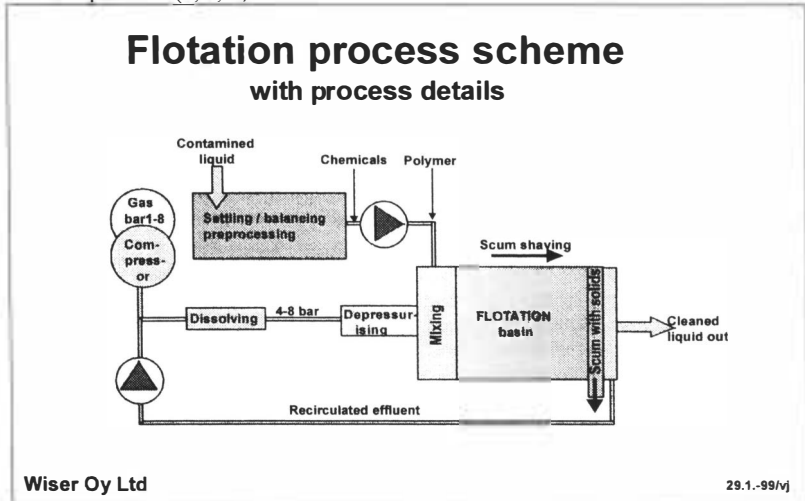 Flotation process scheme
with process details
Contamined
liquid
Chemicals
Polymer
Gas
bar1-8
Com-
press-
or
Settling / balancing
preprocessing
Scum shaving
Dissolving
4-8 bar
Depressur-
ising
Mixing
FLOTATION
basin
Scum with solids
Cleaned
liquid out
Recirculated effluent
Wiser Oy Ltd
29.1.-99/vj